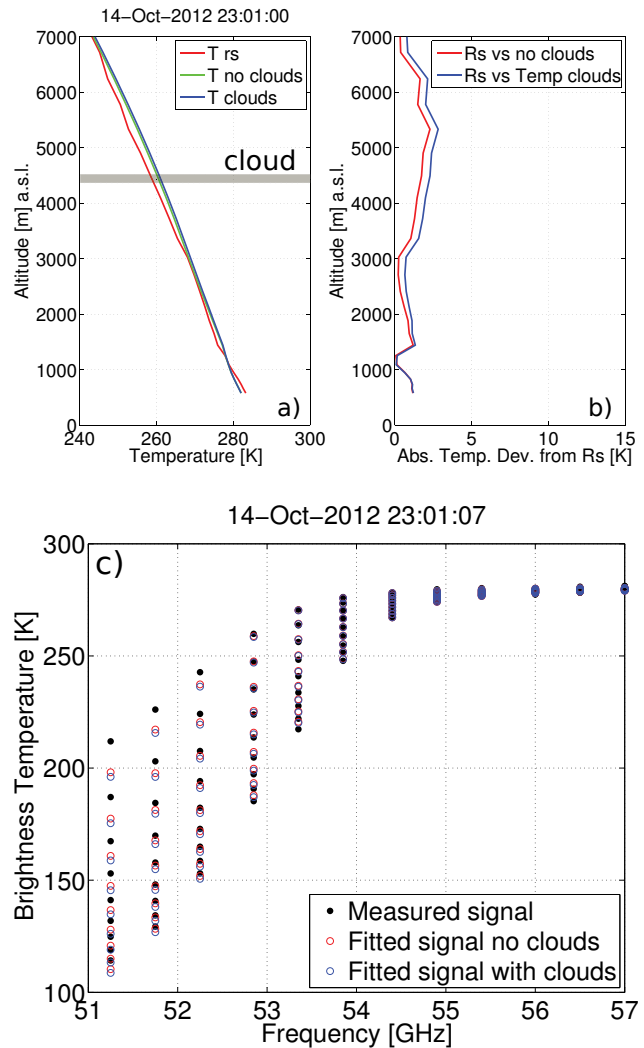 14-Oct-2012 23:01:00
7000
6000
5000
4000
3000
2000
1000
0
Altitude [m] a.s.l.
T rs
T no clouds
T clouds
cloud
a)
240 260 280 300
Temperature [K]
7000
6000
5000
4000
3000
2000
1000
0
Altitude [m] a.s.l.
Rs vs no clouds
Rs vs Temp clouds
b)
0 5 10 15
Abs. Temp. Dev. from Rs [K]
14-Oct-2012 23:01:07
c)
300
250
200
150
100
Brightness Temperature [K]
Measured signal
Fitted signal no clouds
Fitted signal with clouds
51 52 53 54 55 56 57
Frequency [GHz]